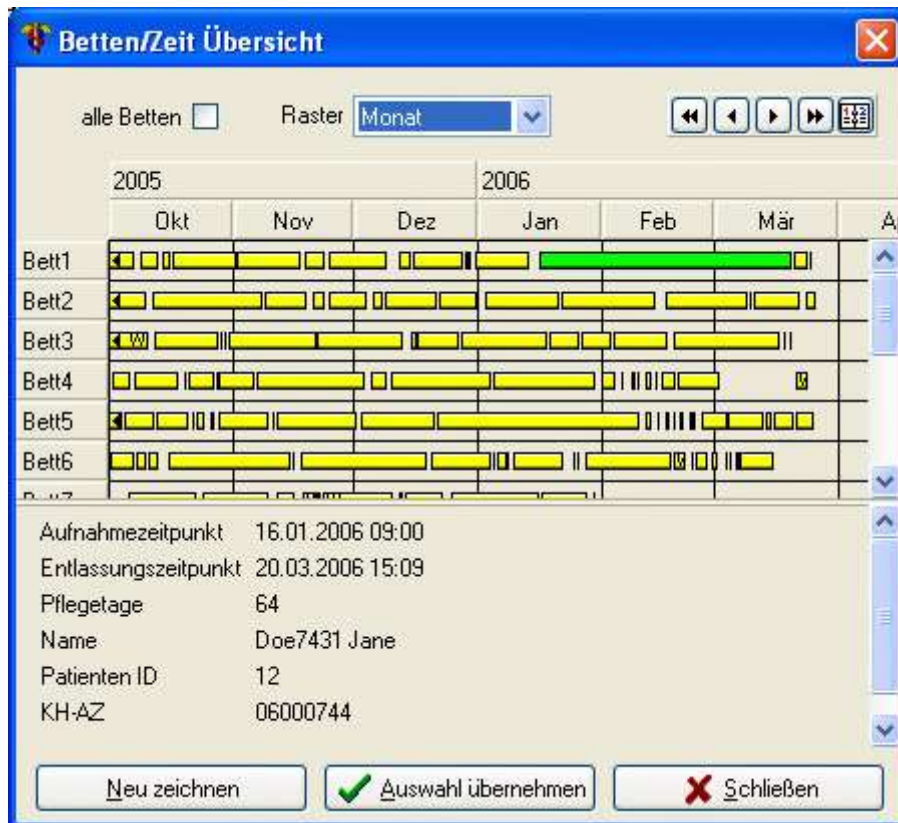 Betten/Zeit Übersicht
alle Betten Raster Monat
2005 2006
Okt Nov Dez Jan Feb Mär
Bett1
Bett2
Bett3
Bett4
Bett5
Bett6
Aufnahmezeitpunkt 16.01.2006 09:00
Entlassungszeitpunkt 20.03.2006 15:09
Pflegetage 64
Name Doe7431 Jane
Patienten ID 12
KH-AZ 06000744
Neu zeichnen Auswahl übernehmen Schließen